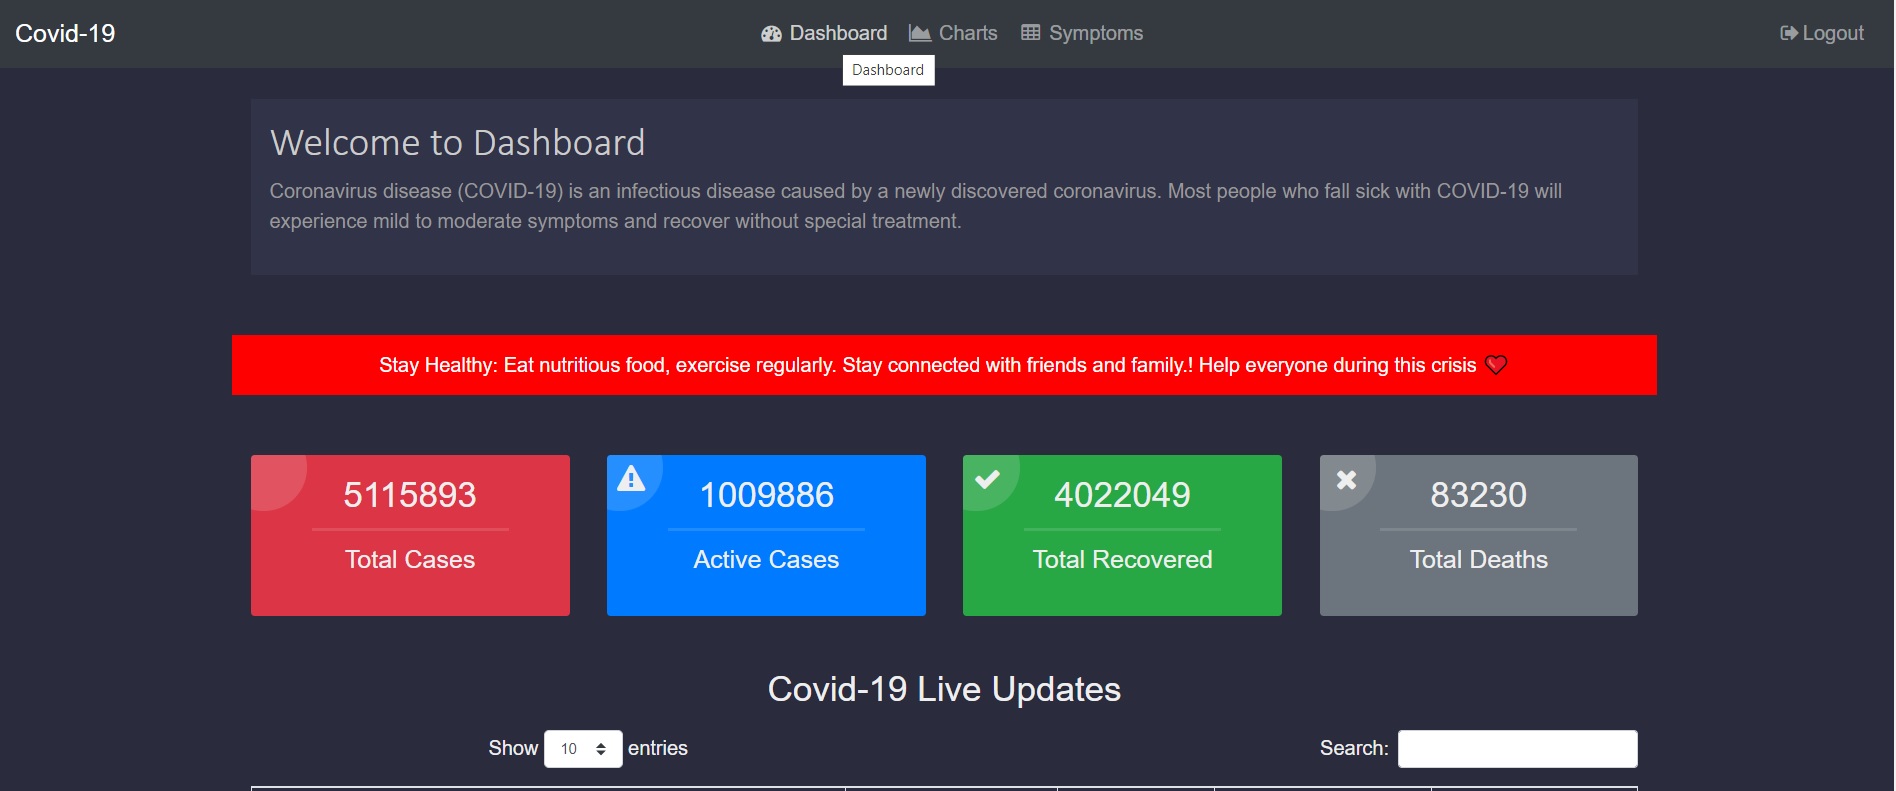 Covid-19
Dashboard
Charts
Symptoms
Logout
Dashboard
Welcome to Dashboard
Coronavirus disease (COVID-19) is an infectious disease caused by a newly discovered coronavirus. Most people who fall sick with COVID-19 will
experience mild to moderate symptoms and recover without special treatment.
Stay Healthy: Eat nutritious food, exercise regularly. Stay connected with friends and family.! Help everyone during this crisis
5115893
Total Cases
1009886
Active Cases
4022049
Total Recovered
83230
Total Deaths
Covid-19 Live Updates
Show 10 entries
Search: